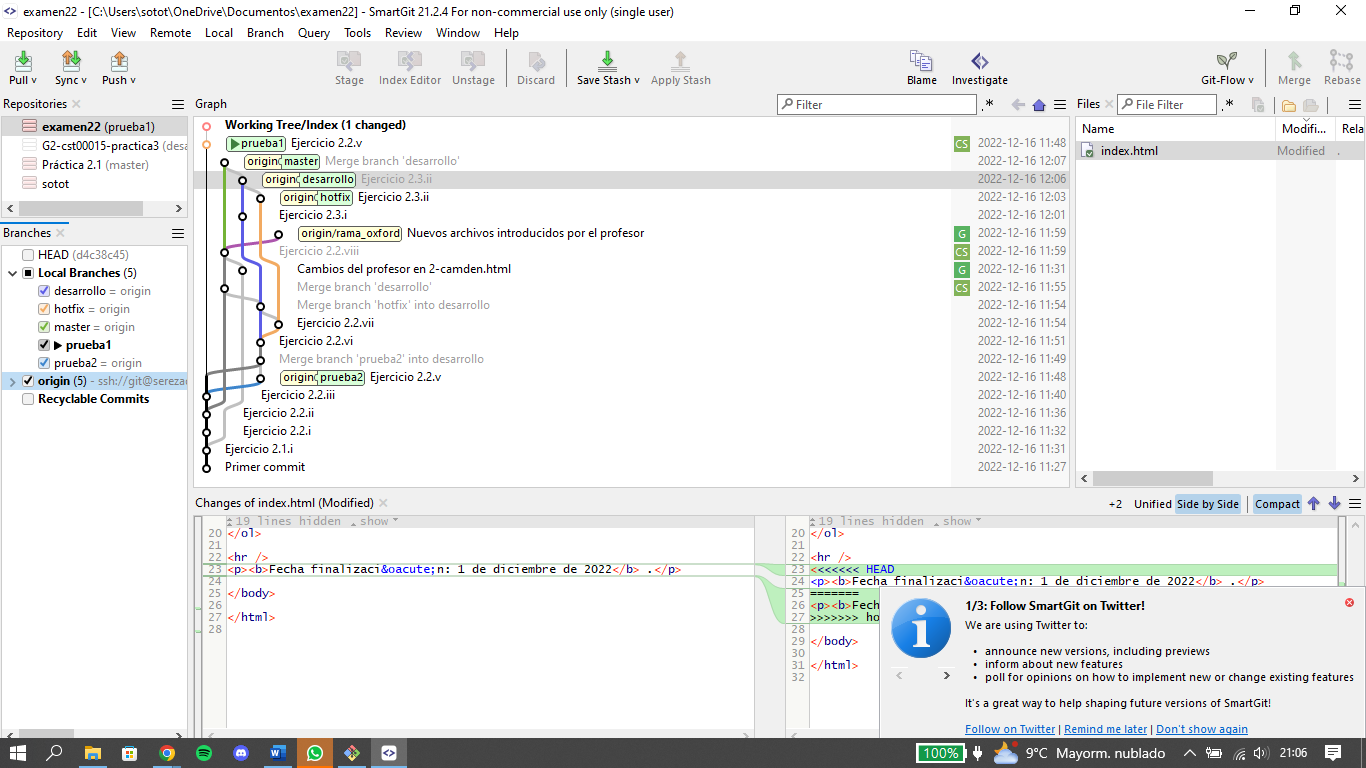 examen22 - [C:\Users\sotot\OneDrive\Documentos\examen22] - SmartGit 21.2.4 For non-commercial use only (single user)
Repository Edit View Remote Local Branch Query Tools Review Window Help
Pull Sync Push Stage Index Editor Unstage Discard Save Stash Apply Stash Blame Investigate Git-Flow Merge Rebase
Repositories
examen22 (prueba1)
G2-cst00015-practica3 (desa
Práctica 2.1 (master)
sotot
Branches
HEAD (d4c38c45)
Local Branches (5)
desarrollo = origin
hotfix = origin
master = origin
prueba1
prueba2 = origin
origin (5) - ssh://git@sereza
Recyclable Commits
Graph Filter .*
Working Tree/Index (1 changed)
prueba1 Ejercicio 2.2.v CS 2022-12-16 11:48
origin/ master Merge branch 'desarrollo' 2022-12-16 12:07
origin/ desarrollo Ejercicio 2.3.ii 2022-12-16 12:06
origin/ hotfix Ejercicio 2.3.ii 2022-12-16 12:03
Ejercicio 2.3.i 2022-12-16 12:01
origin/rama_oxford Nuevos archivos introducidos por el profesor G 2022-12-16 11:59
Ejercicio 2.2.viii CS 2022-12-16 11:59
Cambios del profesor en 2-camden.html G 2022-12-16 11:31
Merge branch 'desarrollo' CS 2022-12-16 11:55
Merge branch 'hotfix' into desarrollo 2022-12-16 11:54
Ejercicio 2.2.vii 2022-12-16 11:54
Ejercicio 2.2.vi 2022-12-16 11:51
Merge branch 'prueba2' into desarrollo 2022-12-16 11:49
origin/ prueba2 Ejercicio 2.2.v 2022-12-16 11:48
Ejercicio 2.2.iii 2022-12-16 11:40
Ejercicio 2.2.ii 2022-12-16 11:36
Ejercicio 2.2.i 2022-12-16 11:32
Ejercicio 2.1.i 2022-12-16 11:31
Primer commit 2022-12-16 11:27
Files File Filter .*
Name Modifi... Rela
index.html Modified .
Changes of index.html (Modified) +2 Unified Side by Side Compact
19 lines hidden show
20 </ol>
21
22 <hr />
23 <p><b>Fecha finalizaci&oacute;n: 1 de diciembre de 2022</b> .</p>
24
25 </body>
26
27 </html>
28
19 lines hidden show
20 </ol>
21
22 <hr />
23 <<<<<<< HEAD
24 <p><b>Fecha finalizaci&oacute;n: 1 de diciembre de 2022</b> .</p>
25 =======
26 <p><b>Fech
27 >>>>>>> ho
28
29 </body>
30
31 </html>
32
1/3: Follow SmartGit on Twitter!
We are using Twitter to:
• announce new versions, including previews
• inform about new features
• poll for opinions on how to implement new or change existing features
It's a great way to help shaping future versions of SmartGit!
Follow on Twitter | Remind me later | Don't show again
100% 9°C Mayorm. nublado 21:06